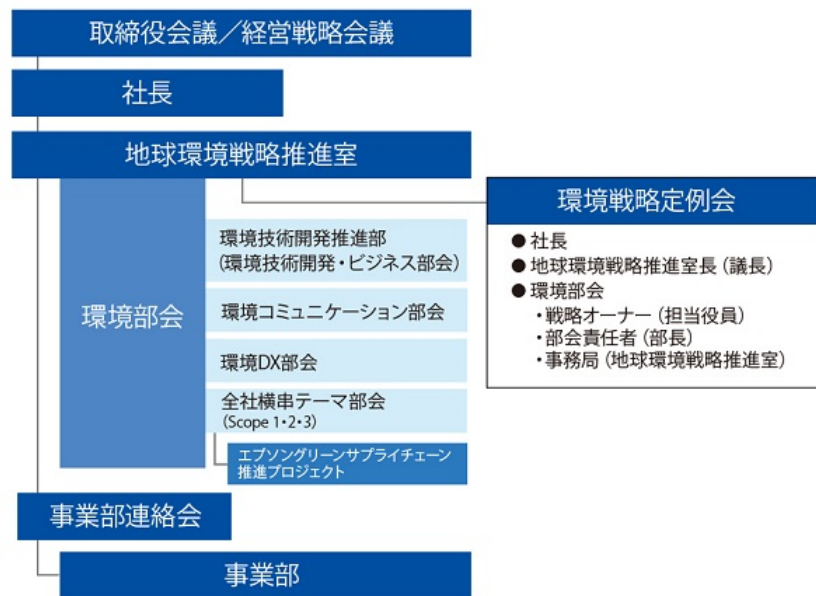 取締役会議／経営戦略会議
社長
地球環境戦略推進室
環境部会
環境技術開発推進部
(環境技術開発・ビジネス部会)
環境コミュニケーション部会
環境DX部会
全社横串テーマ部会
(Scope 1・2・3)
エプソングリーンサプライチェーン
推進プロジェクト
環境戦略定例会
● 社長
● 地球環境戦略推進室長 (議長)
● 環境部会
・戦略オーナー (担当役員)
・部会責任者 (部長)
・事務局 (地球環境戦略推進室)
事業部連絡会
事業部